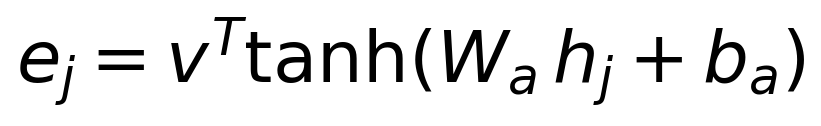 e_j = v^T tanh(W_a h_j + b_a)